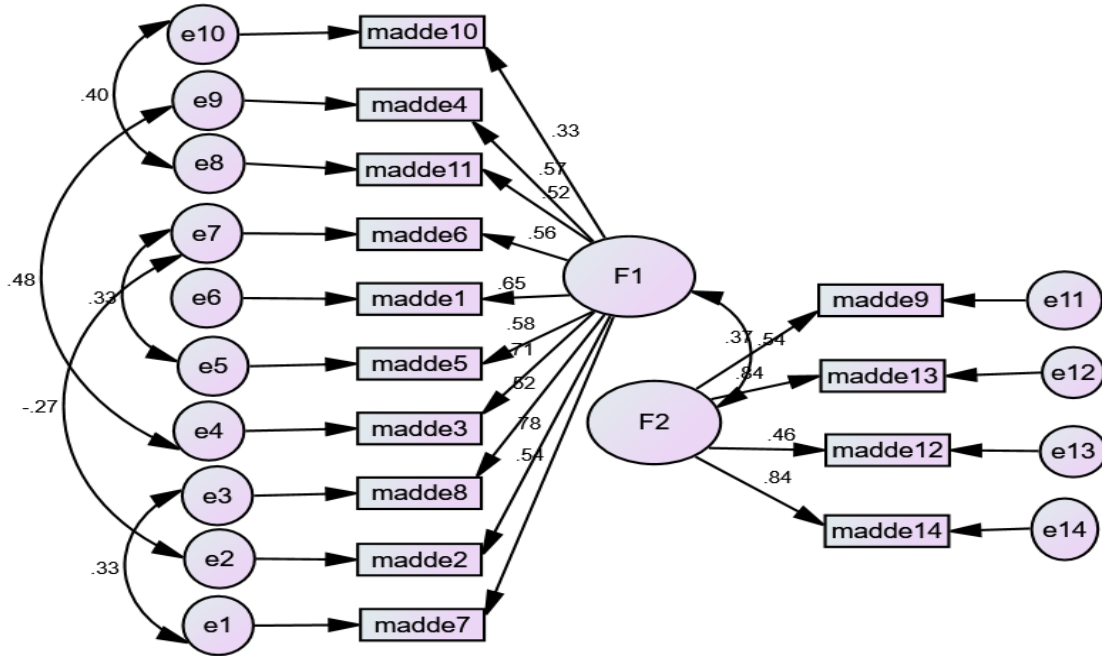 e10
madde10
e9
madde4
.40
.33
e8
madde11
.57
.52
e7
madde6
.56
F1
.48
.33
e6
madde1
.65
madde9
e11
.58
.37
.54
e5
madde5
.71
.84
madde13
e12
-.27
.52
F2
e4
madde3
.78
.46
madde12
e13
.54
.84
e3
madde8
madde14
e14
e2
madde2
.33
e1
madde7